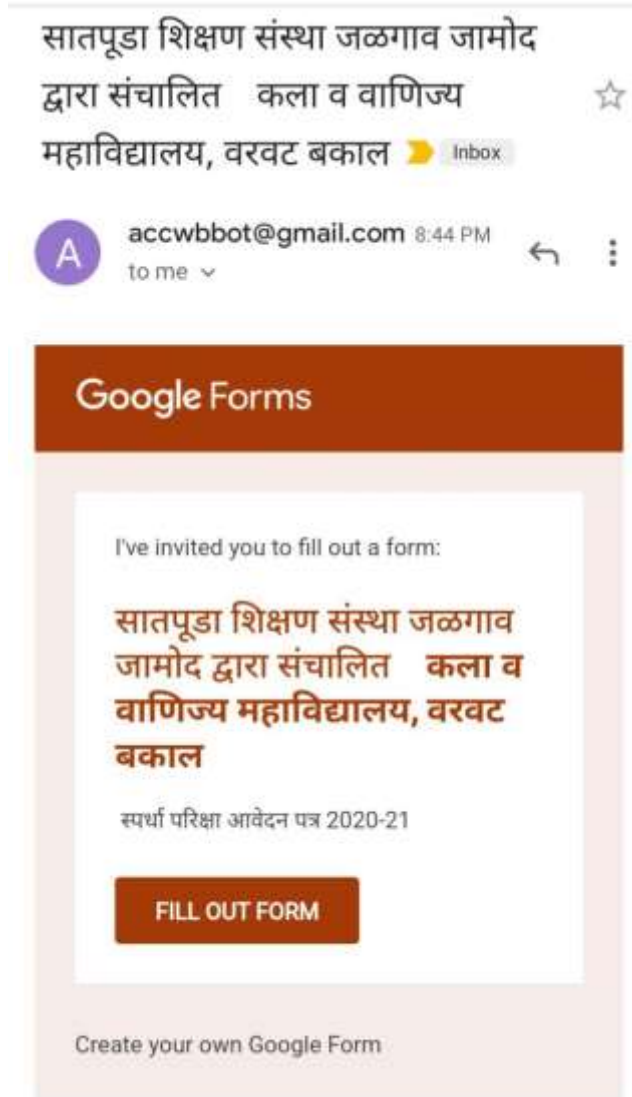 सातपूडा शिक्षण संस्था जळगाव जामोद
द्वारा संचालित कला व वाणिज्य
महाविद्यालय, वरवट बकाल Inbox
A
accwbbot@gmail.com 8:44 PM
to me
Google Forms
I've invited you to fill out a form:
सातपूडा शिक्षण संस्था जळगाव
जामोद द्वारा संचालित कला व
वाणिज्य महाविद्यालय, वरवट
बकाल
स्पर्धा परिक्षा आवेदन पत्र 2020-21
FILL OUT FORM
Create your own Google Form